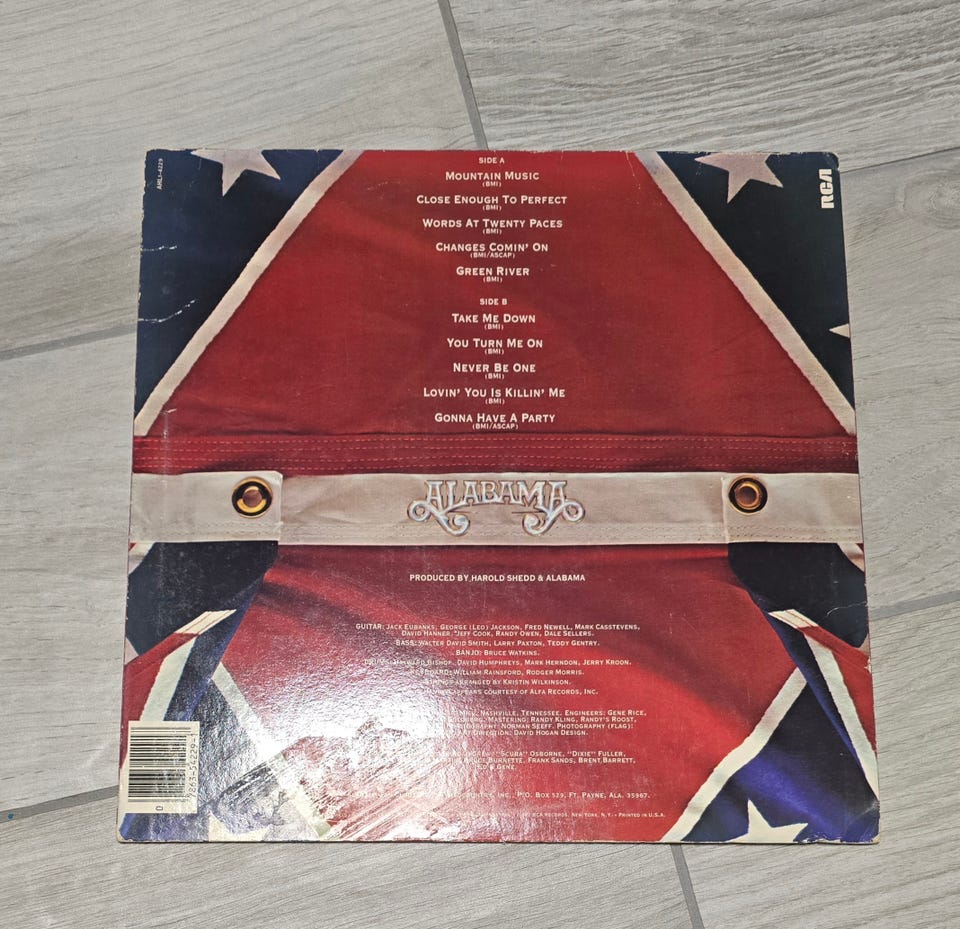 AHL1-4229
RCA
SIDE A
MOUNTAIN MUSIC
(BMI)
CLOSE ENOUGH TO PERFECT
(BMI)
WORDS AT TWENTY PACES
(BMI)
CHANGES COMIN' ON
(BMI/ASCAP)
GREEN RIVER
(BMI)
SIDE B
TAKE ME DOWN
(BMI)
YOU TURN ME ON
(BMI)
NEVER BE ONE
(BMI)
LOVIN' YOU IS KILLIN' ME
(BMI)
GONNA HAVE A PARTY
(BMI/ASCAP)
ALABAMA
PRODUCED BY HAROLD SHEDD & ALABAMA
GUITAR: JACK EUBANKS, GEORGE (LEO) JACKSON, FRED NEWELL, MARK CASSTEVENS,
DAVID HANNER, *JEFF COOK, RANDY OWEN, DALE SELLERS.
BASS: WALTER DAVID SMITH, LARRY PAXTON, TEDDY GENTRY.
BANJO: BRUCE WATKINS.
BISHOP, DAVID HUMPHREYS, MARK HERNDON, JERRY KROON.
WILLIAM RAINSFORD, RODGER MORRIS.
ARRANGED BY KRISTIN WILKINSON.
APPEARS COURTESY OF ALFA RECORDS, INC.
NASHVILLE, TENNESSEE. ENGINEERS: GENE RICE,
MASTERING: RANDY KLING, RANDY'S ROOST,
NORMAN SEEFF. PHOTOGRAPHY (FLAG):
DIRECTION: DAVID HOGAN DESIGN.
"SCUBA" OSBORNE, "DIXIE" FULLER,
BRUCE BURNETTE, FRANK SANDS, BRENT BARRETT,
GENE.
INC., P.O. BOX 529, FT. PAYNE, ALA. 35967.
RCA RECORDS, NEW YORK, N.Y. • PRINTED IN U.S.A.
0